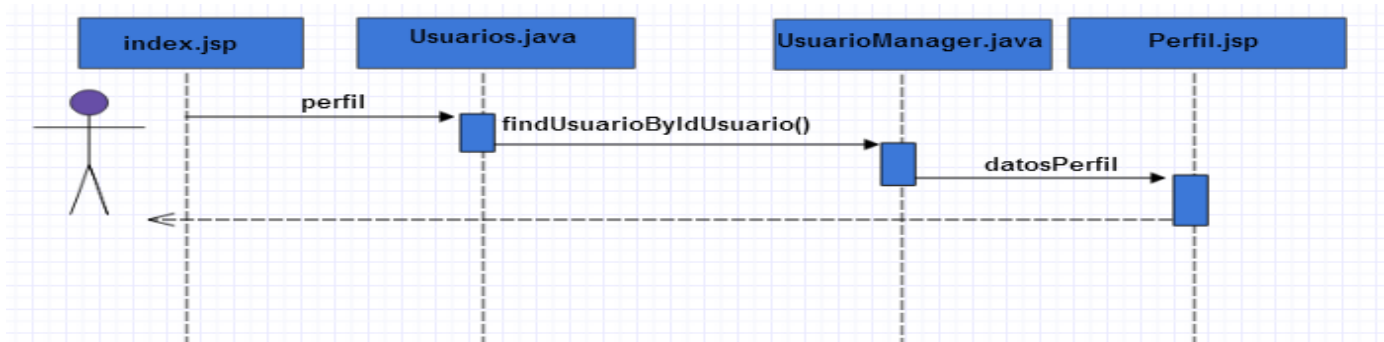 index.jsp
Usuarios.java
UsuarioManager.java
Perfil.jsp
perfil
findUsuarioByIdUsuario()
datosPerfil